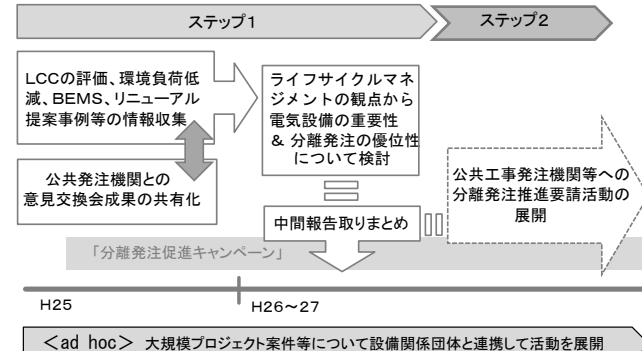 ステップ1
ステップ2
LCCの評価、環境負荷低
減、BEMS、リニューアル
提案事例等の情報収集
公共発注機関との
意見交換会成果の共有化
ライフサイクルマネ
ジメントの観点から
電気設備の重要性
& 分離発注の優位性
について検討
中間報告取りまとめ
公共工事発注機関等への
分離発注推進要請活動の
展開
「分離発注促進キャンペーン」
H25
H26~27
<ad hoc> 大規模プロジェクト案件等について設備関係団体と連携して活動を展開